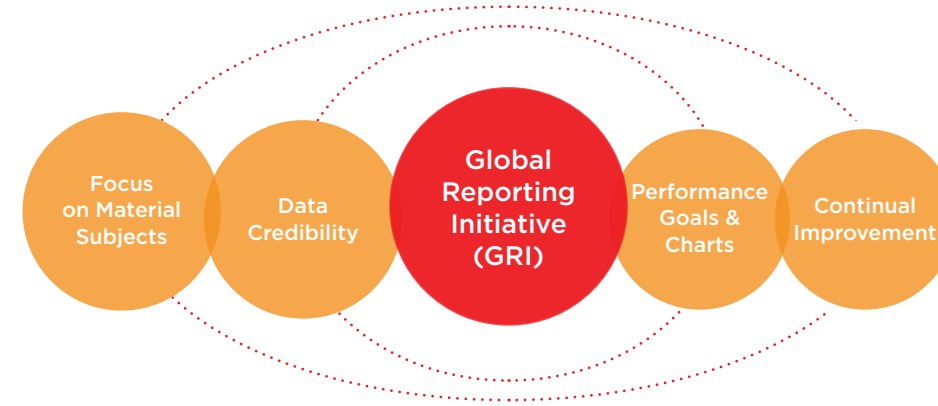 Focus
on Material
Subjects
Data
Credibility
Global
Reporting
Initiative
(GRI)
Performance
Goals &
Charts
Continual
Improvement